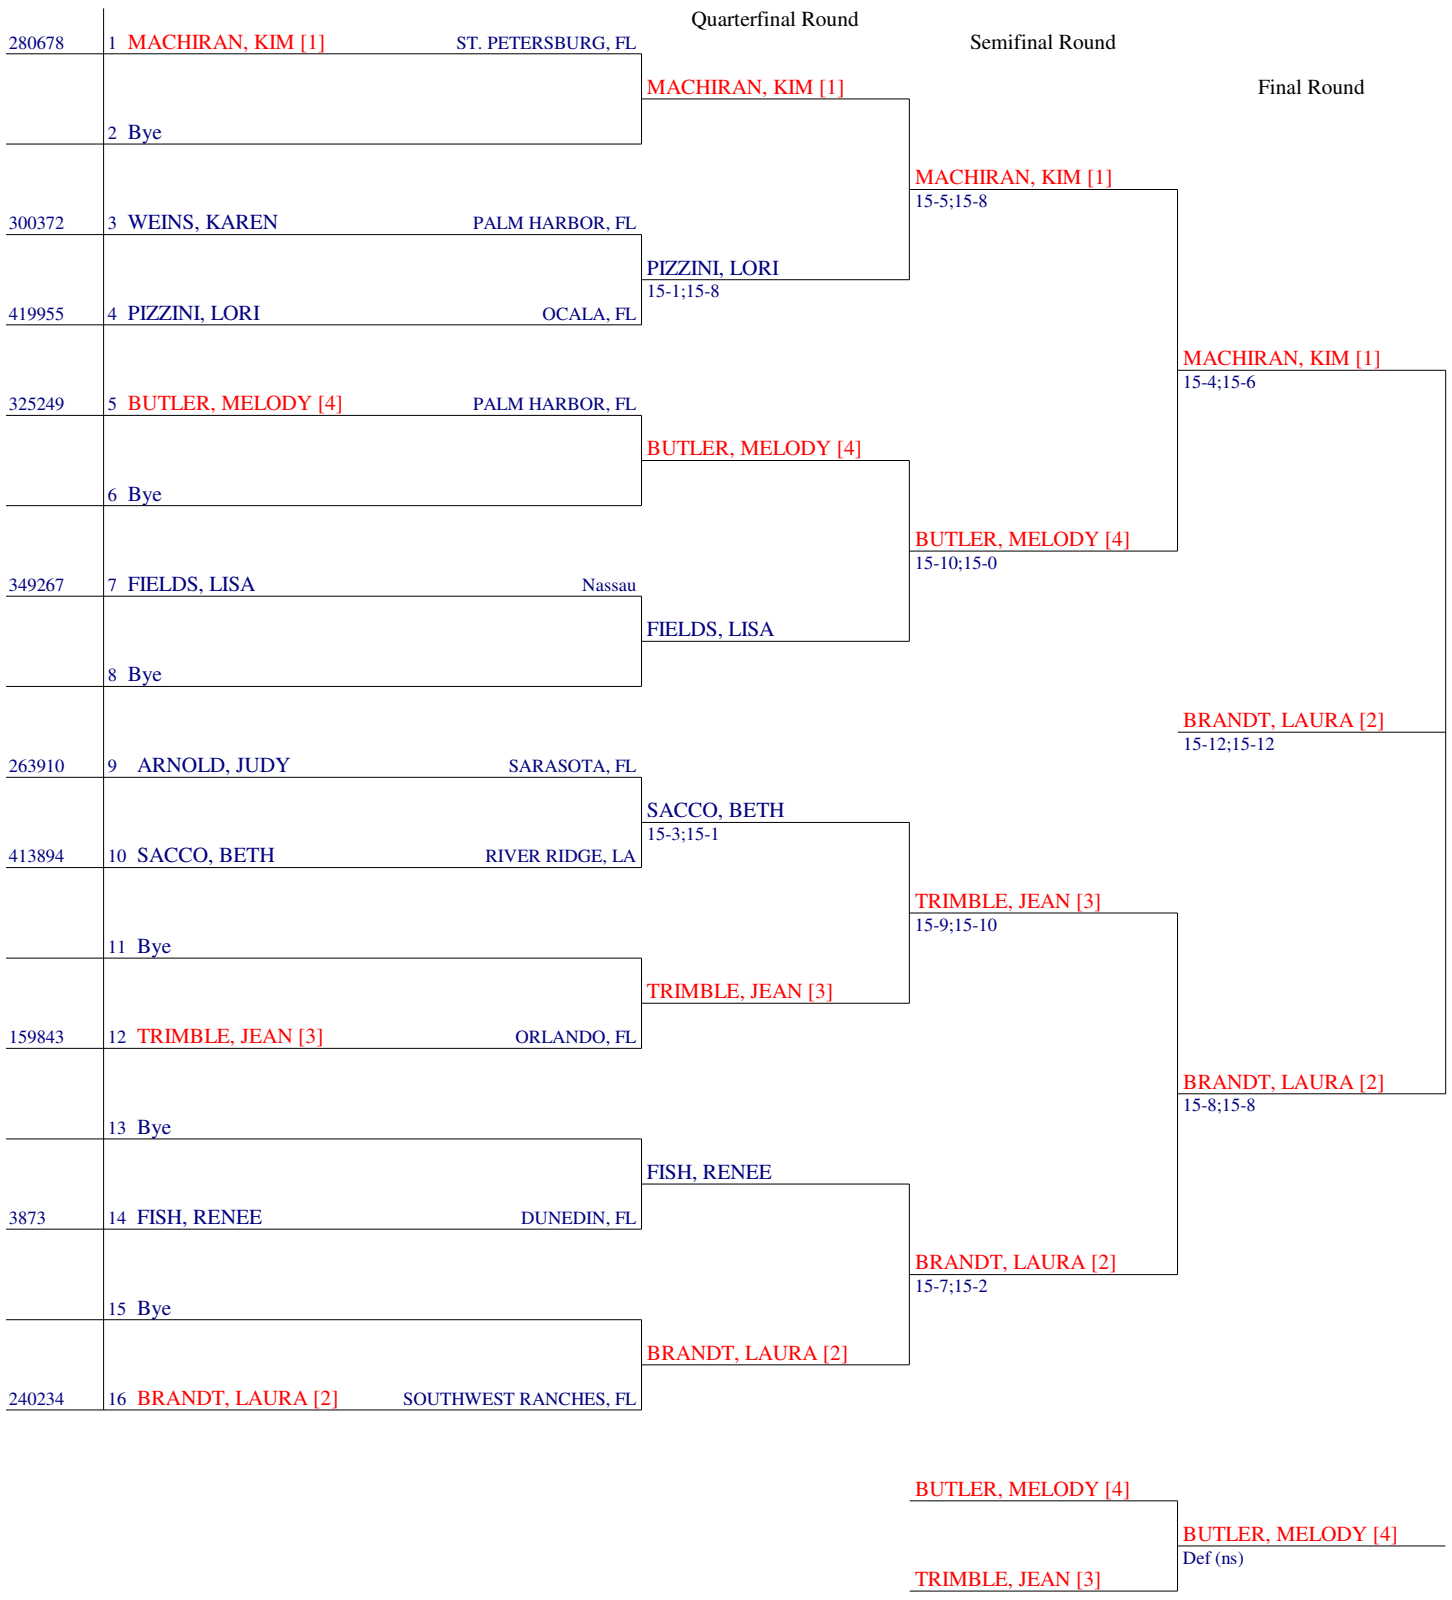 Quarterfinal Round
Semifinal Round
Final Round
280678 1 MACHIRAN, KIM [1] ST. PETERSBURG, FL
MACHIRAN, KIM [1]
2 Bye
MACHIRAN, KIM [1]
15-5;15-8
300372 3 WEINS, KAREN PALM HARBOR, FL
PIZZINI, LORI
15-1;15-8
419955 4 PIZZINI, LORI OCALA, FL
MACHIRAN, KIM [1]
15-4;15-6
325249 5 BUTLER, MELODY [4] PALM HARBOR, FL
BUTLER, MELODY [4]
6 Bye
BUTLER, MELODY [4]
15-10;15-0
349267 7 FIELDS, LISA Nassau
FIELDS, LISA
8 Bye
BRANDT, LAURA [2]
15-12;15-12
263910 9 ARNOLD, JUDY SARASOTA, FL
SACCO, BETH
15-3;15-1
413894 10 SACCO, BETH RIVER RIDGE, LA
TRIMBLE, JEAN [3]
15-9;15-10
11 Bye
TRIMBLE, JEAN [3]
159843 12 TRIMBLE, JEAN [3] ORLANDO, FL
BRANDT, LAURA [2]
15-8;15-8
13 Bye
FISH, RENEE
3873 14 FISH, RENEE DUNEDIN, FL
BRANDT, LAURA [2]
15-7;15-2
15 Bye
BRANDT, LAURA [2]
240234 16 BRANDT, LAURA [2] SOUTHWEST RANCHES, FL
BUTLER, MELODY [4]
BUTLER, MELODY [4]
Def (ns)
TRIMBLE, JEAN [3]